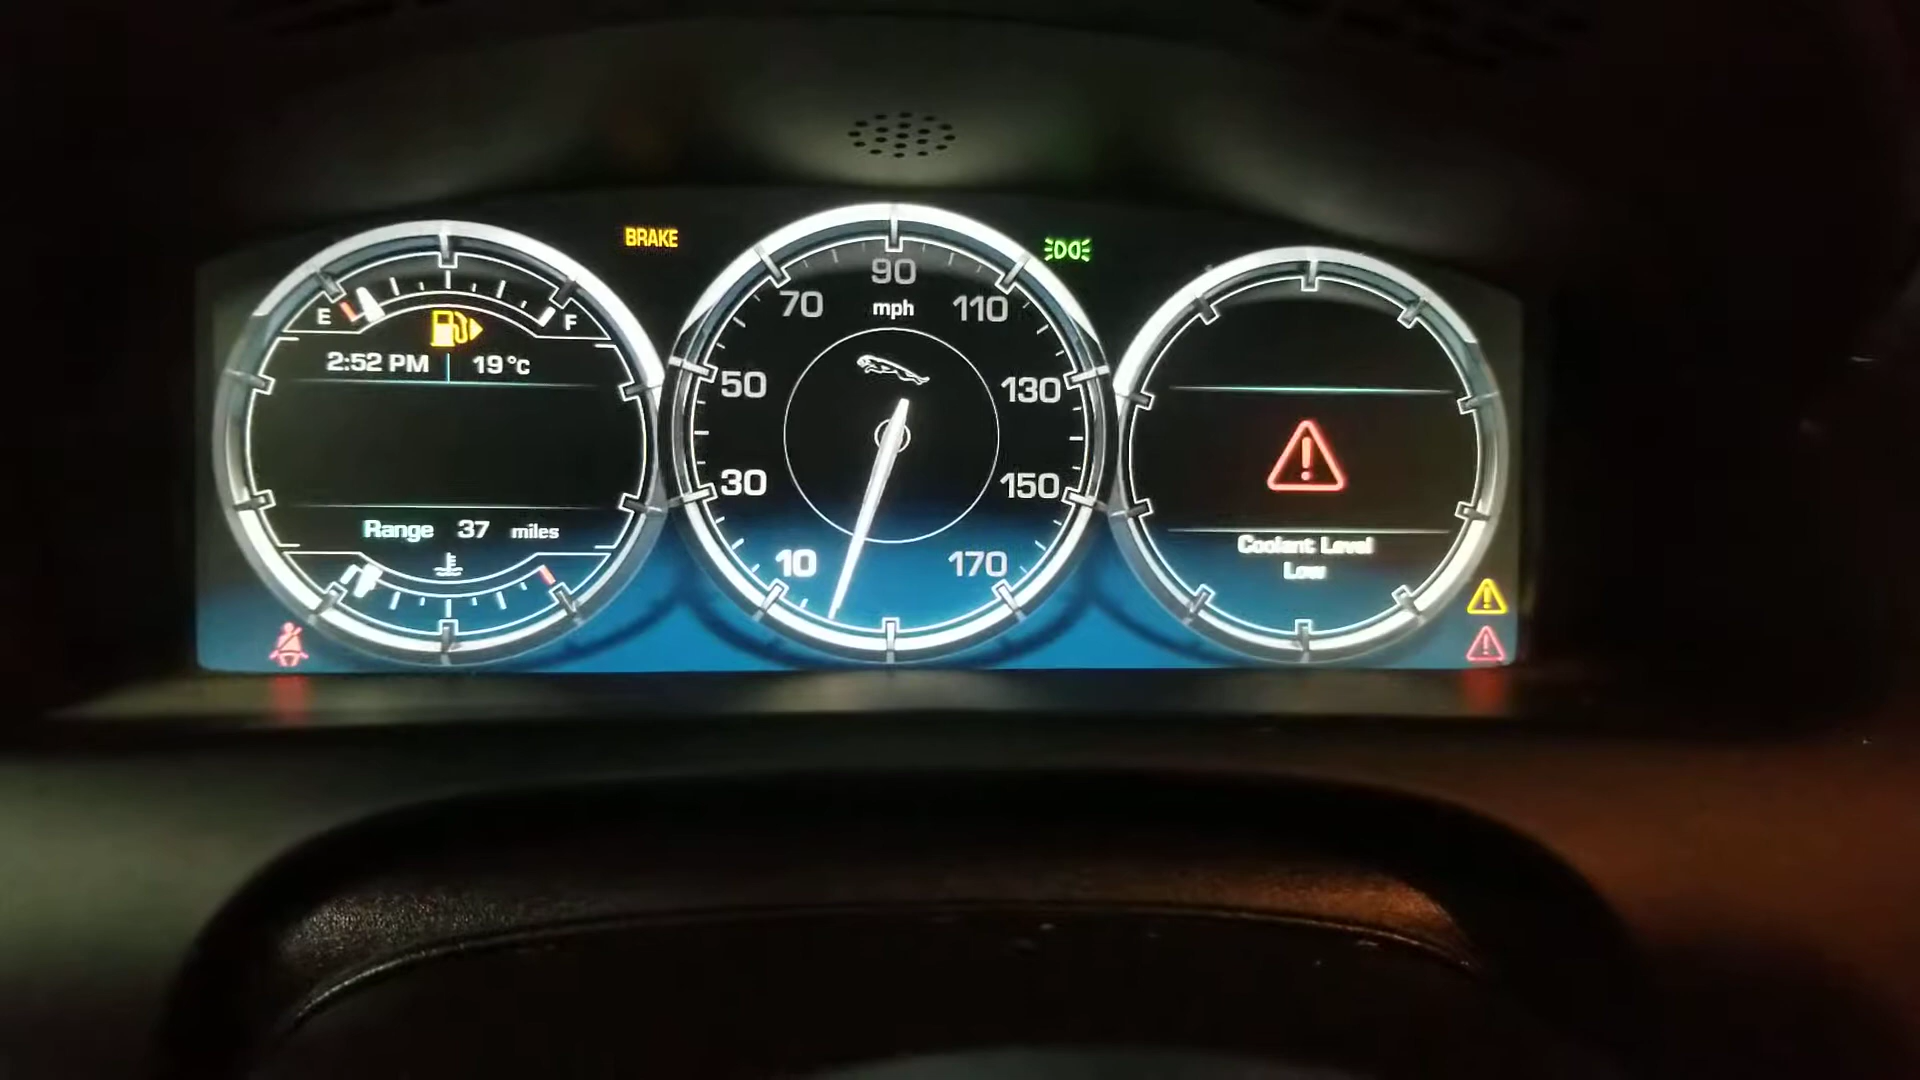 BRAKE
E
F
2:52 PM
19°C
Range 37 miles
10
30
50
70
90
110
130
150
170
mph
Coolant Level
Low